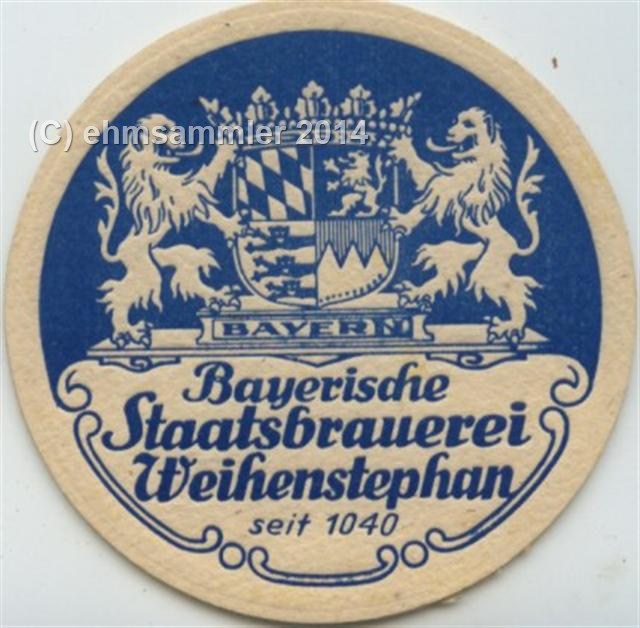 (C) ehmsammler 2014
BAYERN
Bayerische
Staatsbrauerei
Weihenstephan
seit 1040